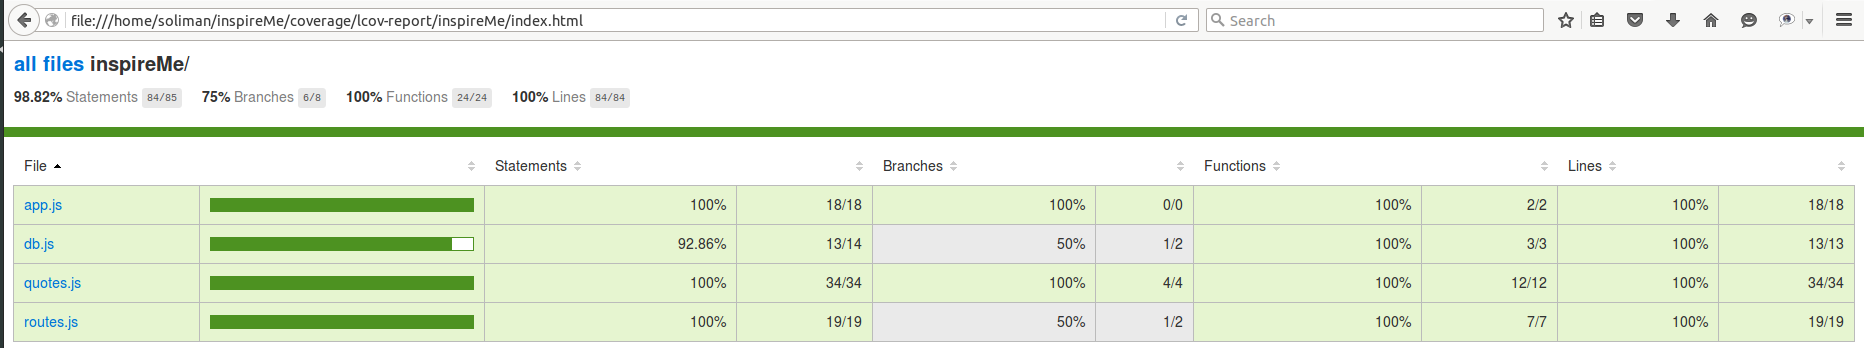 file:///home/soliman/inspireMe/coverage/lcov-report/inspireMe/index.html Search
all files inspireMe/
98.82% Statements 84/85 75% Branches 6/8 100% Functions 24/24 100% Lines 84/84
File Statements Branches Functions Lines
app.js 100% 18/18 100% 0/0 100% 2/2 100% 18/18
db.js 92.86% 13/14 50% 1/2 100% 3/3 100% 13/13
quotes.js 100% 34/34 100% 4/4 100% 12/12 100% 34/34
routes.js 100% 19/19 50% 1/2 100% 7/7 100% 19/19